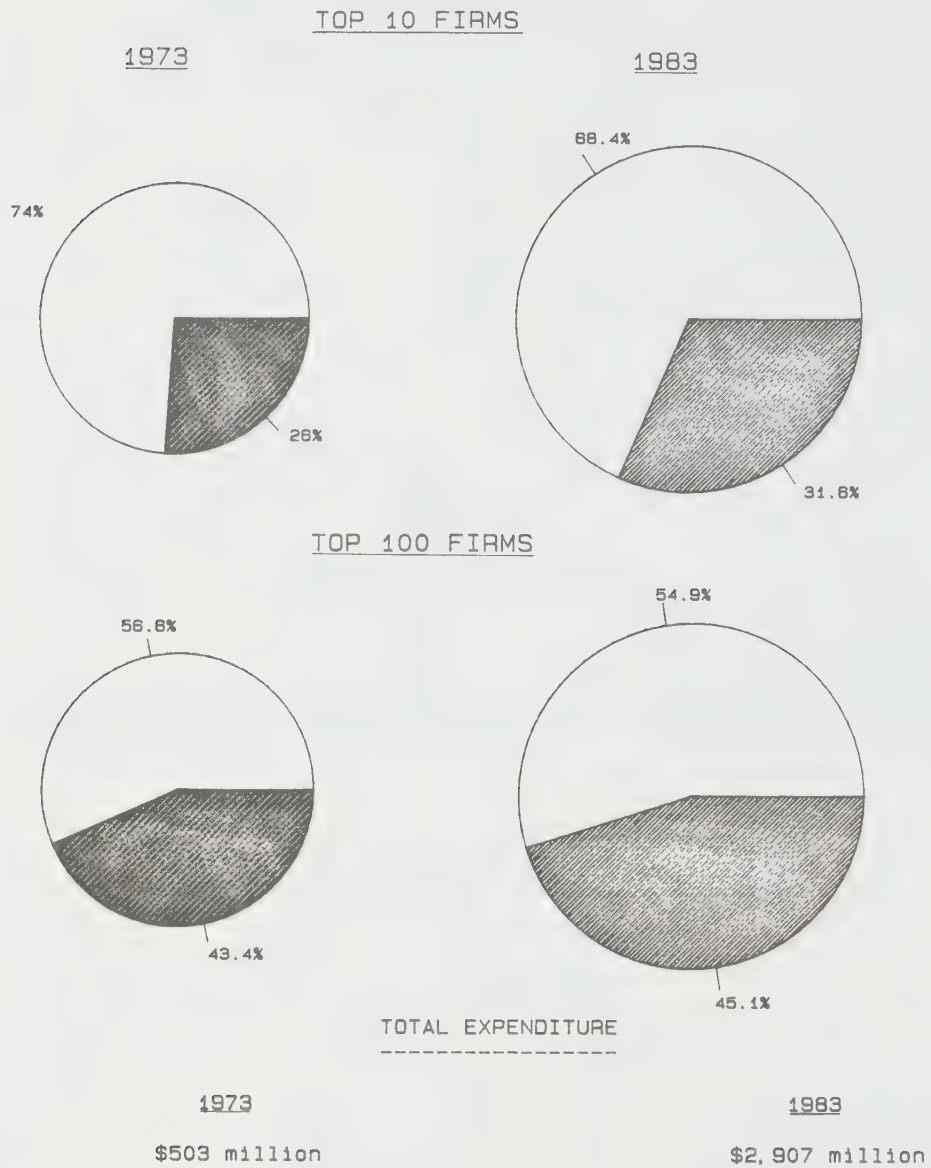 TOP 10 FIRMS
1973
1983
68.4%
74%
26%
31.6%
TOP 100 FIRMS
54.9%
56.6%
43.4%
45.1%
TOTAL EXPENDITURE
1973
1983
$503 million
$2,907 million